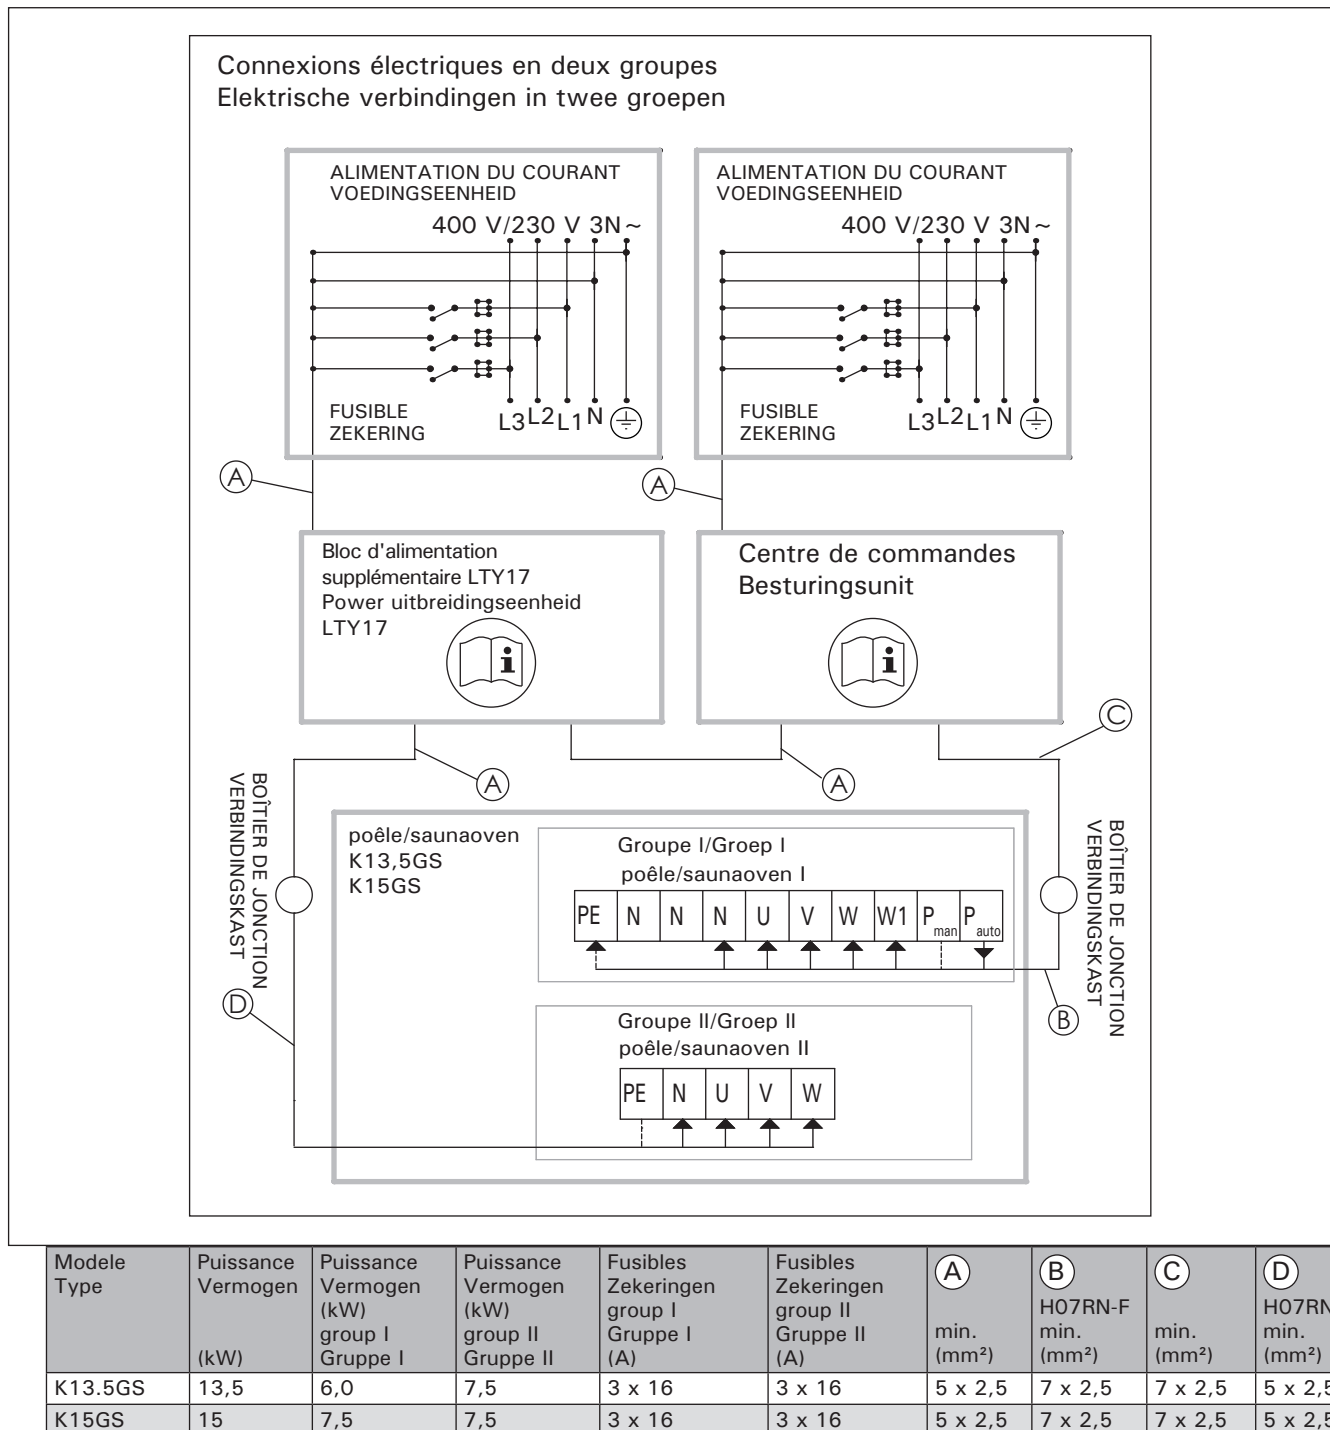 Connexions électriques en deux groupes
Elektrische verbindingen in twee groepen
ALIMENTATION DU COURANT
VOEDINGSEENHEID
400 V/230 V 3N~
FUSIBLE
ZEKERING
L3 L2 L1 N
ALIMENTATION DU COURANT
VOEDINGSEENHEID
400 V/230 V 3N~
FUSIBLE
ZEKERING
L3 L2 L1 N
A
A
Bloc d'alimentation
supplémentaire LTY17
Power uitbreidingseenheid
LTY17
i
Centre de commandes
Besturingsunit
i
C
A
A
BOÎTIER DE JONCTION
VERBINDINGSKAST
poêle/saunaoven
K13,5GS
K15GS
Groupe I/Groep I
poêle/saunaoven I
PE N N N U V W W1 Pman Pauto
BOÎTIER DE JONCTION
VERBINDINGSKAST
D
B
Groupe II/Groep II
poêle/saunaoven II
PE N U V W
Modele Type Puissance Vermogen (kW) Puissance Vermogen (kW) group I Gruppe I Puissance Vermogen (kW) group II Gruppe II Fusibles Zekeringen group I Gruppe I (A) Fusibles Zekeringen group II Gruppe II (A) A min. (mm²) B H07RN-F min. (mm²) C min. (mm²) D H07RN min. (mm²)
K13.5GS 13,5 6,0 7,5 3 x 16 3 x 16 5 x 2,5 7 x 2,5 7 x 2,5 5 x 2,5
K15GS 15 7,5 7,5 3 x 16 3 x 16 5 x 2,5 7 x 2,5 7 x 2,5 5 x 2,5